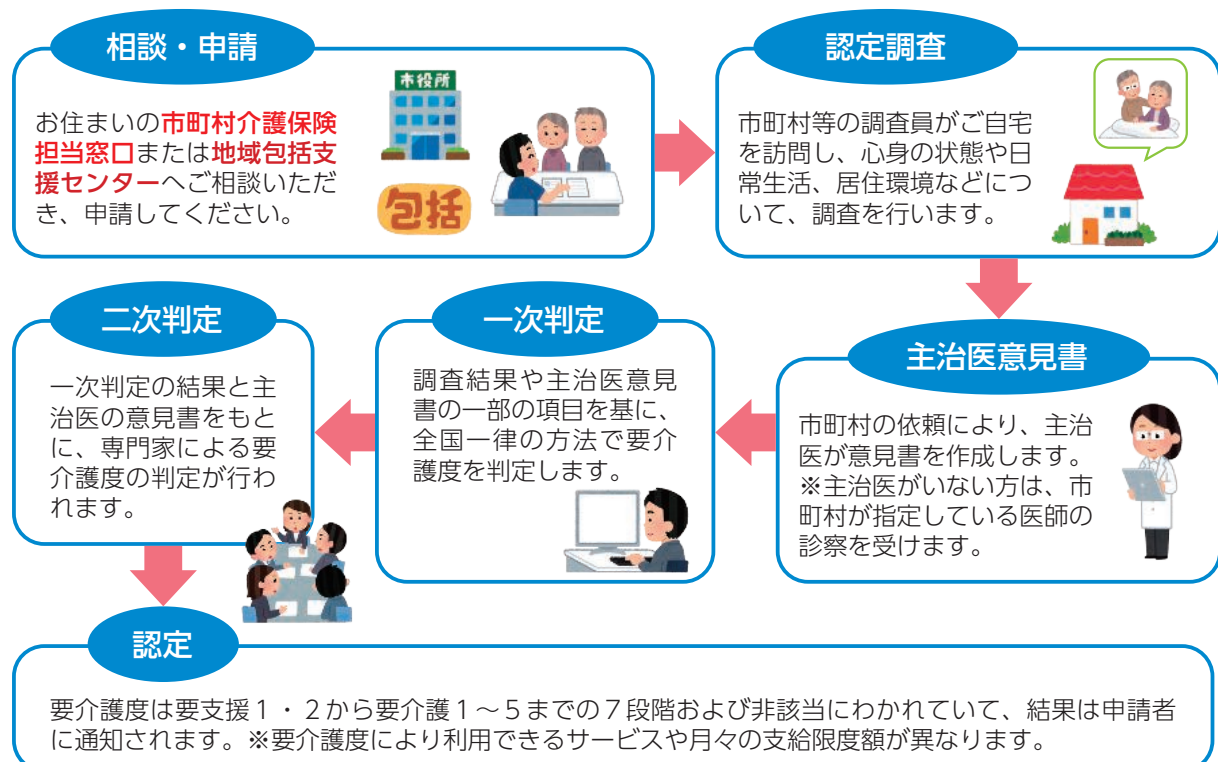 相談・申請
お住まいの市町村介護保険
担当窓口または地域包括支
援センターへご相談いただ
き、申請してください。
市役所
包括
認定調査
市町村等の調査員がご自宅
を訪問し、心身の状態や日
常生活、居住環境などにつ
いて、調査を行います。
主治医意見書
市町村の依頼により、主治
医が意見書を作成します。
※主治医がいない方は、市
町村が指定している医師の
診察を受けます。
一次判定
調査結果や主治医意見
書の一部の項目を基に、
全国一律の方法で要介
護度を判定します。
二次判定
一次判定の結果と主
治医の意見書をもと
に、専門家による要
介護度の判定が行わ
れます。
認定
要介護度は要支援１・２から要介護１～５までの７段階および非該当にわかれていて、結果は申請者
に通知されます。※要介護度により利用できるサービスや月々の支給限度額が異なります。